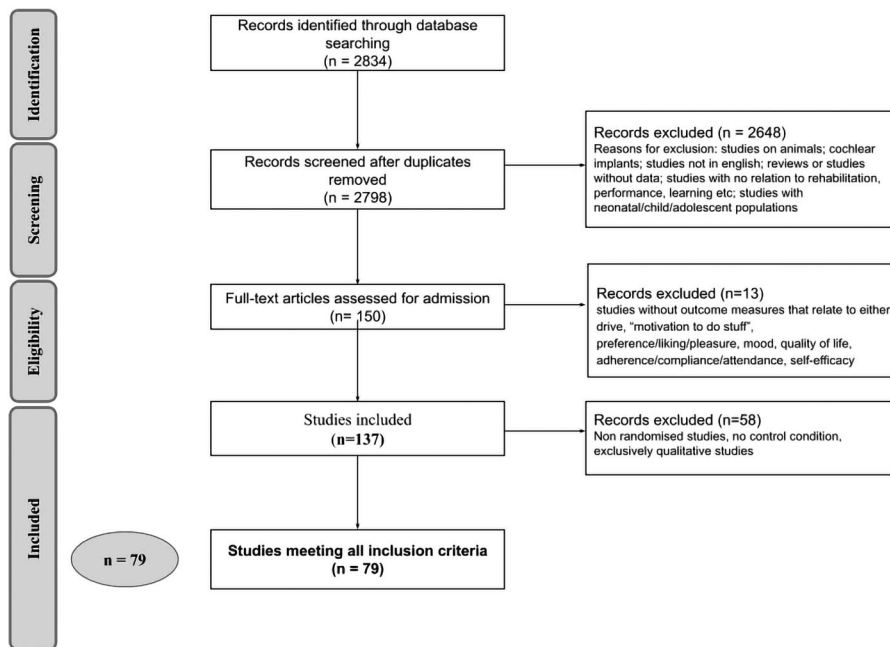 Identification
Records identified through database
searching
(n = 2834)
Screening
Records screened after duplicates
removed
(n = 2798)
Records excluded (n = 2648)
Reasons for exclusion: studies on animals; cochlear
implants; studies not in english; reviews or studies
without data; studies with no relation to rehabilitation,
performance, learning etc; studies with
neonatal/child/adolescent populations
Eligibility
Full-text articles assessed for admission
(n= 150)
Records excluded (n=13)
studies without outcome measures that relate to either
drive, “motivation to do stuff”,
preference/liking/pleasure, mood, quality of life,
adherence/compliance/attendance, self-efficacy
Included
Studies included
(n=137)
Records excluded (n=58)
Non randomised studies, no control condition,
exclusively qualitative studies
n = 79
Studies meeting all inclusion criteria
(n = 79)